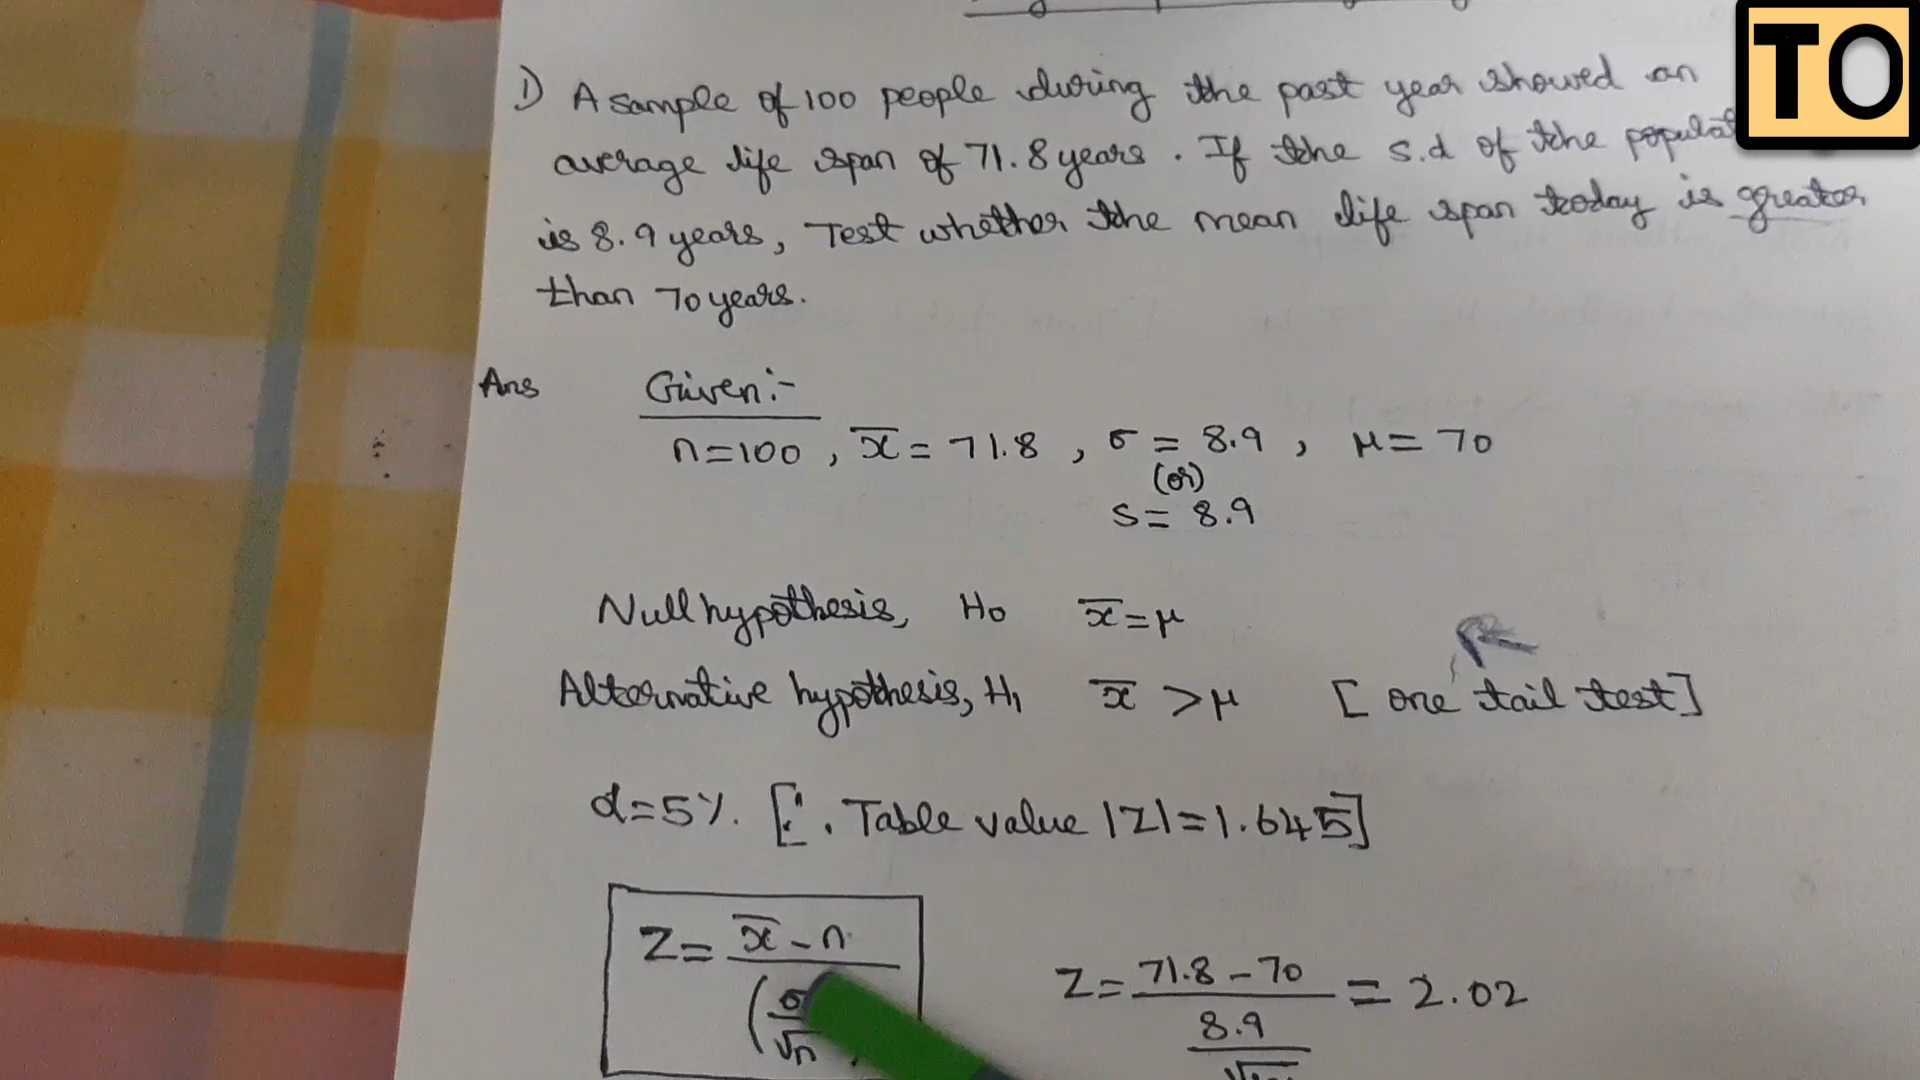 TO
1) A sample of 100 people during the past year showed an
average life span of 71.8 years. If the s.d of the
is 8.9 years, Test whether the mean life span today is greater
than 70 years.
Ans Given:-
n=100, x̄ = 71.8, σ = 8.9, μ = 70
(or)
s = 8.9
Null hypothesis, H0 x̄ = μ
Alternative hypothesis, H1 x̄ > μ [one tail test]
α=5%. [∵. Table value |Z|=1.645]
Z = x̄ - n / (σ/√n
Z = 71.8 - 70 / 8.9 / √ = 2.02